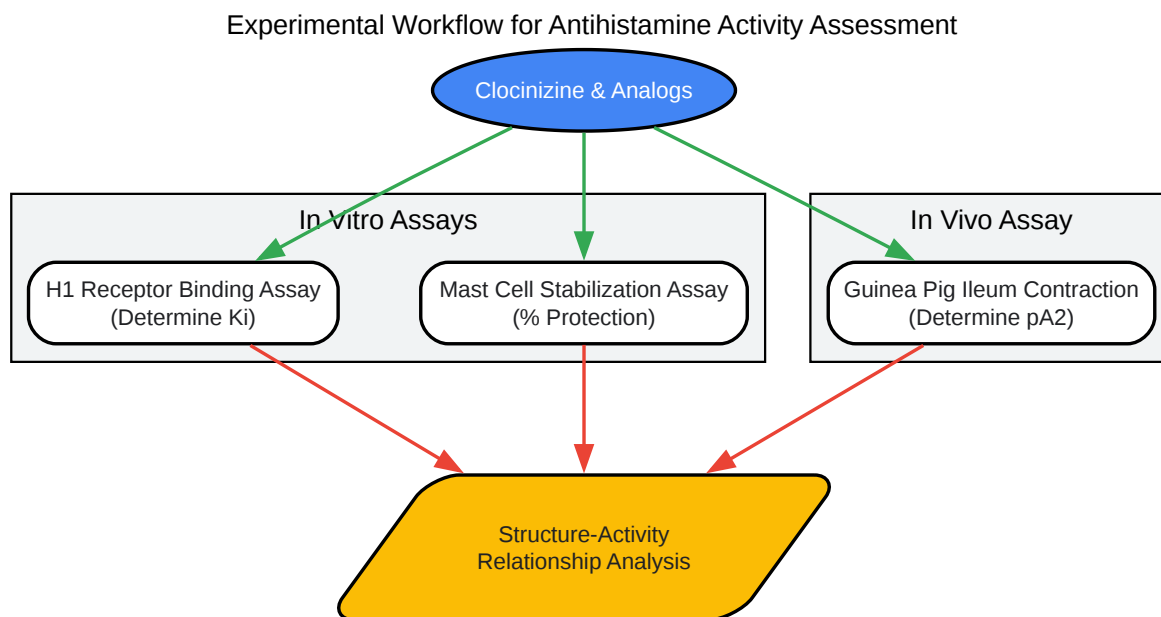 Experimental Workflow for Antihistamine Activity Assessment
Clocinizine & Analogs
In Vitro Assays
In Vivo Assay
H1 Receptor Binding Assay
(Determine Ki)
Mast Cell Stabilization Assay
(% Protection)
Guinea Pig Ileum Contraction
(Determine pA2)
Structure-Activity
Relationship Analysis